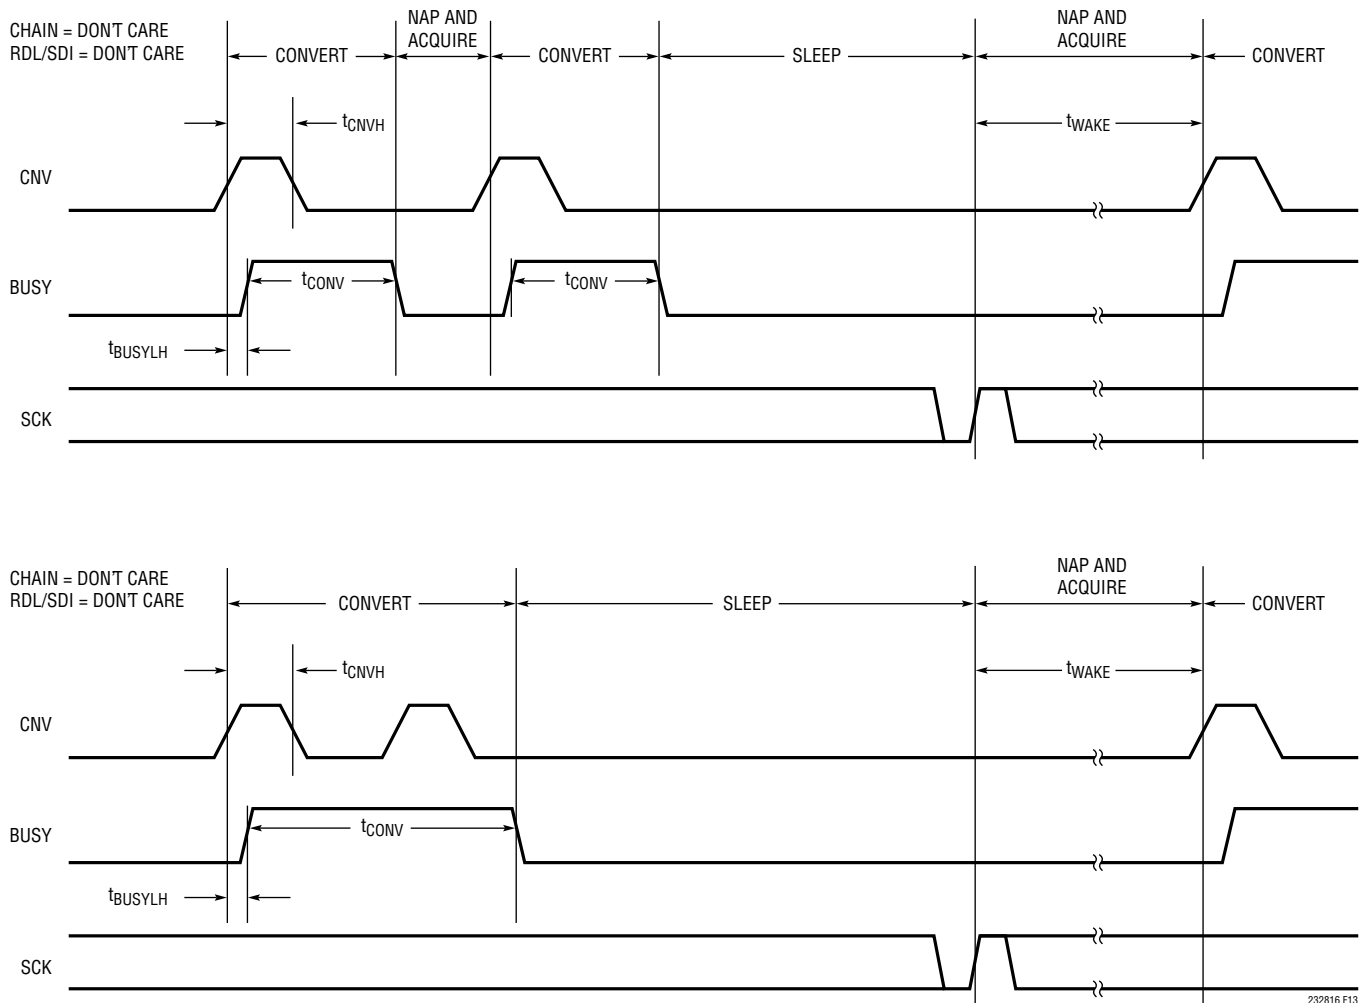 CHAIN = DON'T CARE
RDL/SDI = DON'T CARE
CONVERT
NAP AND
ACQUIRE
CONVERT
SLEEP
NAP AND
ACQUIRE
CONVERT
tCNVH
tWAKE
CNV
BUSY
tCONV
tCONV
tBUSYLH
SCK
CHAIN = DON'T CARE
RDL/SDI = DON'T CARE
CONVERT
SLEEP
NAP AND
ACQUIRE
CONVERT
tCNVH
tWAKE
CNV
BUSY
tCONV
tBUSYLH
SCK
232816 F13